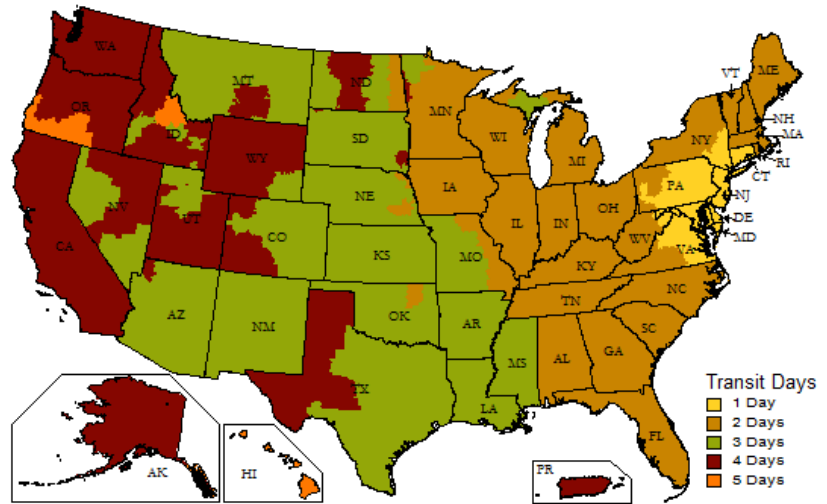 WA
MT
ND
MN
VT
ME
OR
ID
SD
WI
MI
NY
NH
MA
RI
CT
WY
NE
IA
PA
NJ
NV
UT
CO
IL
IN
OH
WV
VA
DE
MD
CA
KS
MO
KY
AZ
NM
OK
AR
TN
NC
SC
MS
AL
GA
TX
LA
FL
AK
HI
PR
Transit Days
1 Day
2 Days
3 Days
4 Days
5 Days